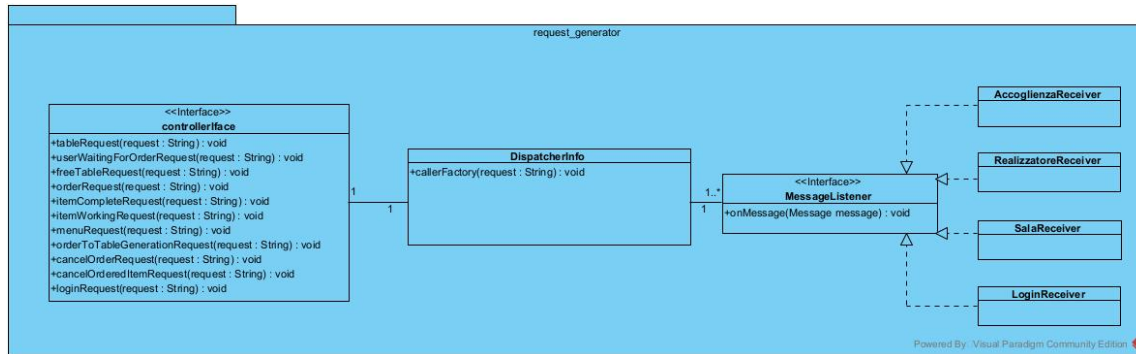 request_generator
<<Interface>>
controllerIface
+tableRequest(request : String) : void
+userWaitingForOrderRequest(request : String) : void
+freeTableRequest(request : String) : void
+orderRequest(request : String) : void
+itemCompleteRequest(request : String) : void
+itemWorkingRequest(request : String) : void
+menuRequest(request : String) : void
+orderToTableGenerationRequest(request : String) : void
+cancelOrderRequest(request : String) : void
+cancelOrderedItemRequest(request : String) : void
+loginRequest(request : String) : void
1
1
DispatcherInfo
+callerFactory(request : String) : void
1..*
1
<<Interface>>
MessageListener
+onMessage(Message message) : void
AccoglienzaReceiver
RealizzatoreReceiver
SalaReceiver
LoginReceiver
Powered By Visual Paradigm Community Edition